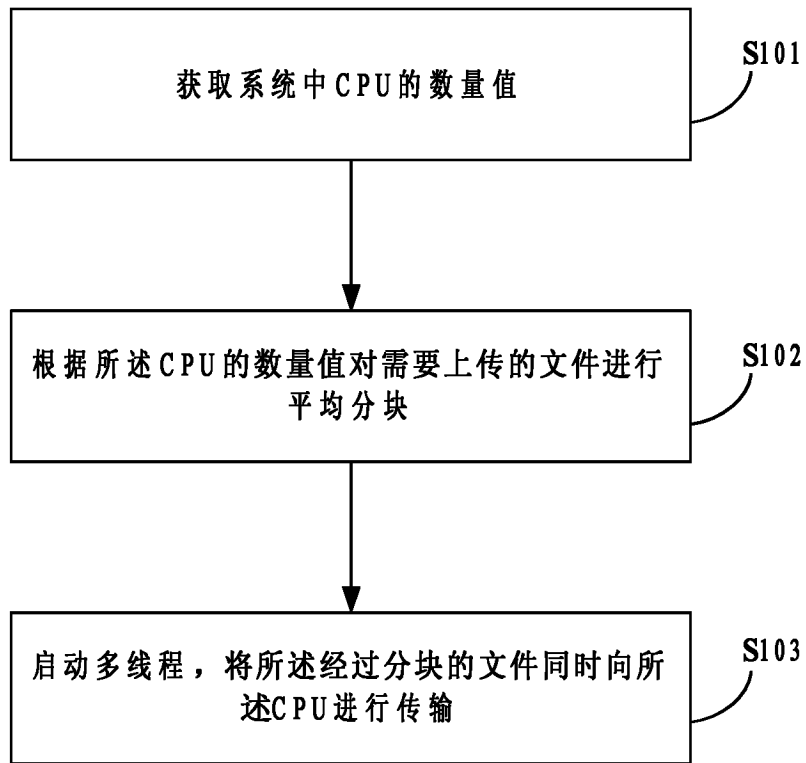 获取系统中CPU的数量值
S101
根据所述CPU的数量值对需要上传的文件进行
平均分块
S102
启动多线程，将所述经过分块的文件同时向所
述CPU进行传输
S103